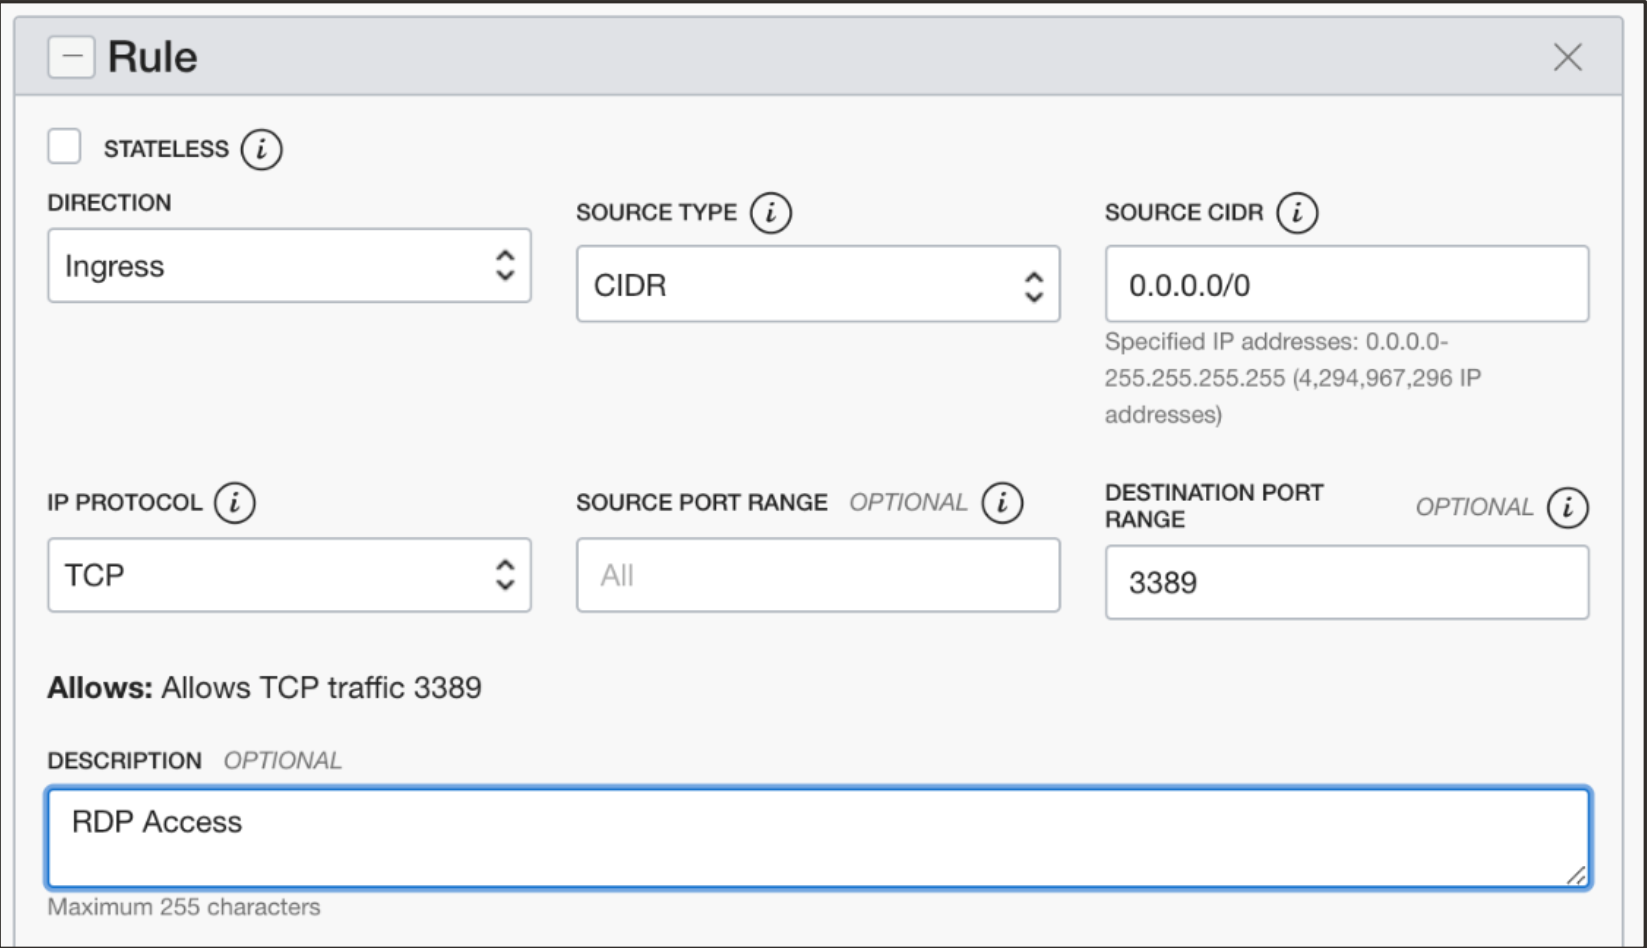 Rule
STATELESS
DIRECTION
Ingress
SOURCE TYPE
CIDR
SOURCE CIDR
0.0.0.0/0
Specified IP addresses: 0.0.0.0-
255.255.255.255 (4,294,967,296 IP
addresses)
IP PROTOCOL
TCP
SOURCE PORT RANGE OPTIONAL
All
DESTINATION PORT
RANGE
OPTIONAL
3389
Allows: Allows TCP traffic 3389
DESCRIPTION OPTIONAL
RDP Access
Maximum 255 characters